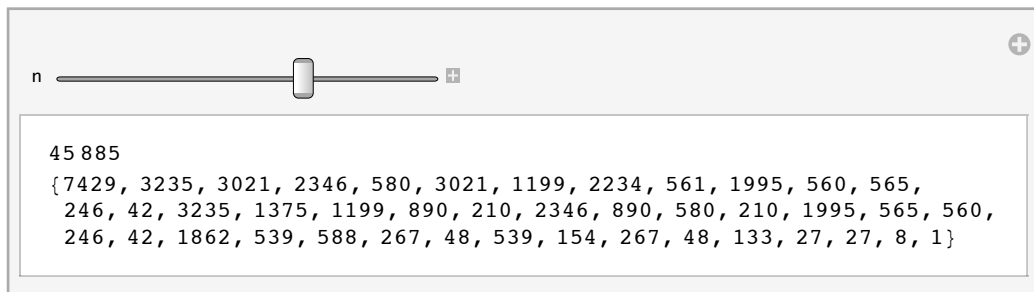 n
45 885
{7429, 3235, 3021, 2346, 580, 3021, 1199, 2234, 561, 1995, 560, 565,
246, 42, 3235, 1375, 1199, 890, 210, 2346, 890, 580, 210, 1995, 565, 560,
246, 42, 1862, 539, 588, 267, 48, 539, 154, 267, 48, 133, 27, 27, 8, 1}